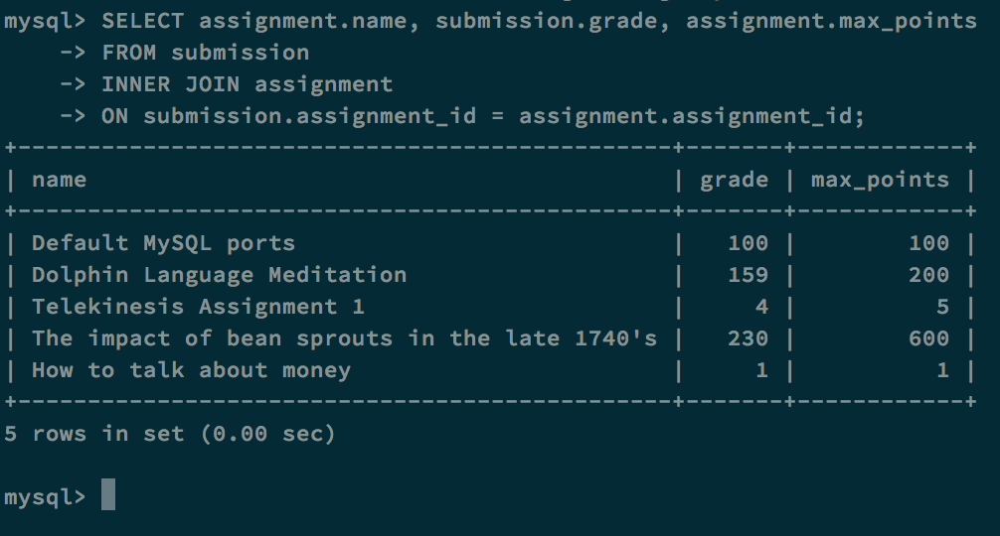 mysql> SELECT assignment.name, submission.grade, assignment.max_points
    -> FROM submission
    -> INNER JOIN assignment
    -> ON submission.assignment_id = assignment.assignment_id;
+-----------------------------------------------+-------+------------+
| name                                          | grade | max_points |
+-----------------------------------------------+-------+------------+
| Default MySQL ports                           |   100 |        100 |
| Dolphin Language Meditation                   |   159 |        200 |
| Telekinesis Assignment 1                      |     4 |          5 |
| The impact of bean sprouts in the late 1740's |   230 |        600 |
| How to talk about money                       |     1 |          1 |
+-----------------------------------------------+-------+------------+
5 rows in set (0.00 sec)

mysql>